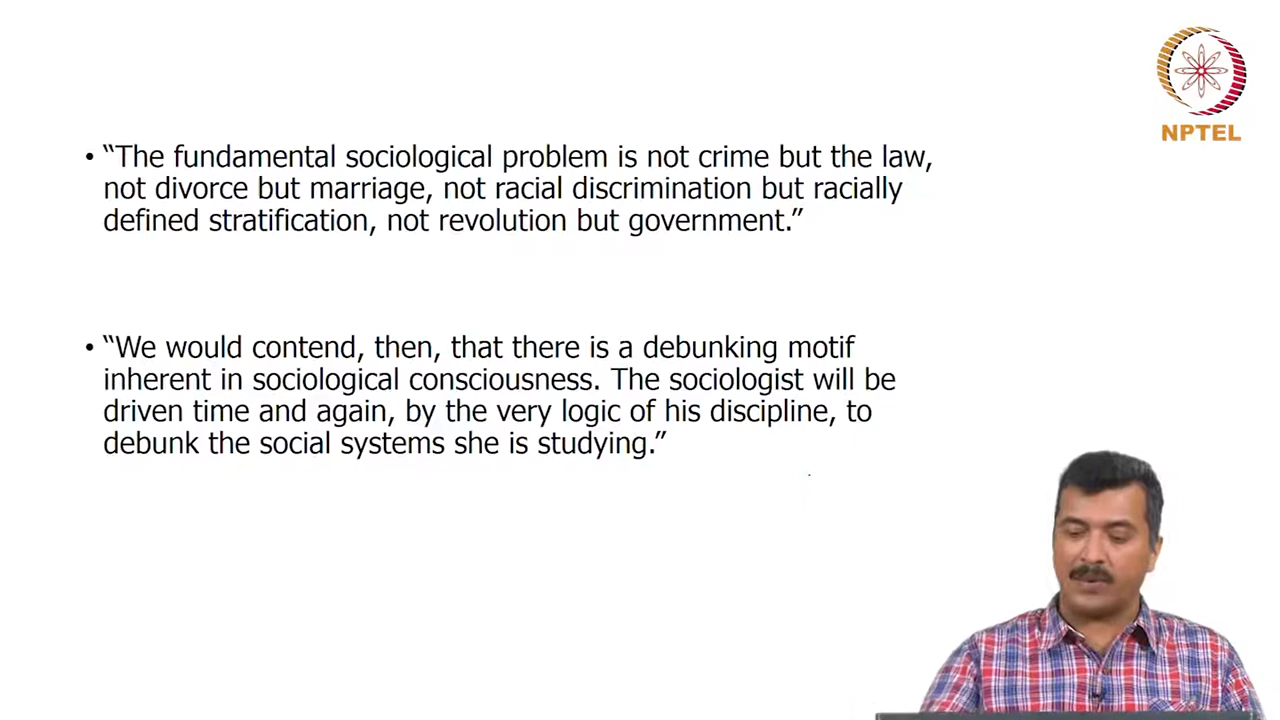 NPTEL
• “The fundamental sociological problem is not crime but the law,
not divorce but marriage, not racial discrimination but racially
defined stratification, not revolution but government.”
• “We would contend, then, that there is a debunking motif
inherent in sociological consciousness. The sociologist will be
driven time and again, by the very logic of his discipline, to
debunk the social systems she is studying.”